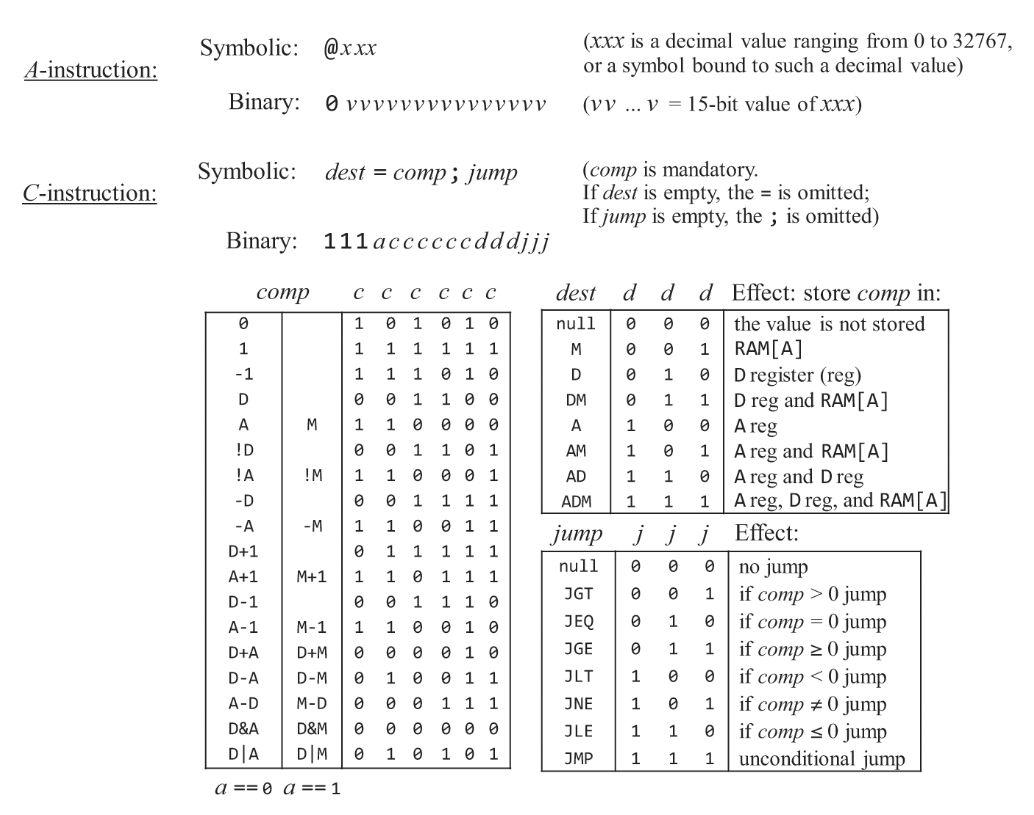 Symbolic: @xxx (xxx is a decimal value ranging from 0 to 32767,
A-instruction: or a symbol bound to such a decimal value)
Binary: 0 vvvvvvvvvvvvvvv (vv ... v = 15-bit value of xxx)
Symbolic: dest = comp ; jump (comp is mandatory.
C-instruction: If dest is empty, the = is omitted;
If jump is empty, the ; is omitted)
Binary: 111accccccdddjjj
comp c c c c c c
0 1 0 1 0 1 0
1 1 1 1 1 1 1
-1 1 1 1 0 1 0
D 0 0 1 1 0 0
A M 1 1 0 0 0 0
!D 0 0 1 1 0 1
!A !M 1 1 0 0 0 1
-D 0 0 1 1 1 1
-A -M 1 1 0 0 1 1
D+1 0 1 1 1 1 1
A+1 M+1 1 1 0 1 1 1
D-1 0 0 1 1 1 0
A-1 M-1 1 1 0 0 1 0
D+A D+M 0 0 0 0 1 0
D-A D-M 0 1 0 0 1 1
A-D M-D 0 0 0 1 1 1
D&A D&M 0 0 0 0 0 0
D|A D|M 0 1 0 1 0 1
a == 0 a == 1
dest d d d Effect: store comp in:
null 0 0 0 the value is not stored
M 0 0 1 RAM[A]
D 0 1 0 D register (reg)
DM 0 1 1 D reg and RAM[A]
A 1 0 0 A reg
AM 1 0 1 A reg and RAM[A]
AD 1 1 0 A reg and D reg
ADM 1 1 1 A reg, D reg, and RAM[A]
jump j j j Effect:
null 0 0 0 no jump
JGT 0 0 1 if comp > 0 jump
JEQ 0 1 0 if comp = 0 jump
JGE 0 1 1 if comp ≥ 0 jump
JLT 1 0 0 if comp < 0 jump
JNE 1 0 1 if comp ≠ 0 jump
JLE 1 1 0 if comp ≤ 0 jump
JMP 1 1 1 unconditional jump